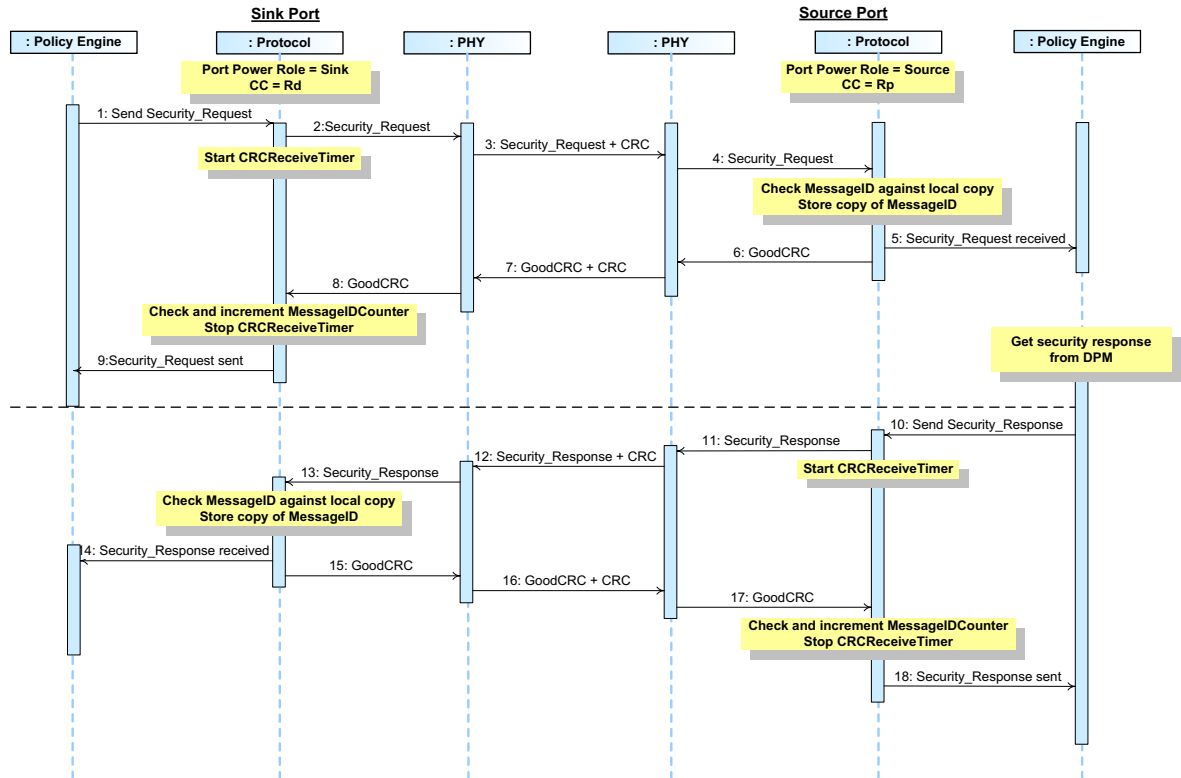 Sink Port
Source Port
: Policy Engine
: Protocol
: PHY
: PHY
: Protocol
: Policy Engine
Port Power Role = Sink
CC = Rd
Port Power Role = Source
CC = Rp
1: Send Security_Request
2:Security_Request
Start CRCReceiveTimer
3: Security_Request + CRC
4: Security_Request
Check MessageID against local copy
Store copy of MessageID
5: Security_Request received
6: GoodCRC
7: GoodCRC + CRC
8: GoodCRC
Check and increment MessageIDCounter
Stop CRCReceiveTimer
9:Security_Request sent
Get security response
from DPM
10: Send Security_Response
11: Security_Response
Start CRCReceiveTimer
12: Security_Response + CRC
13: Security_Response
Check MessageID against local copy
Store copy of MessageID
14: Security_Response received
15: GoodCRC
16: GoodCRC + CRC
17: GoodCRC
Check and increment MessageIDCounter
Stop CRCReceiveTimer
18: Security_Response sent